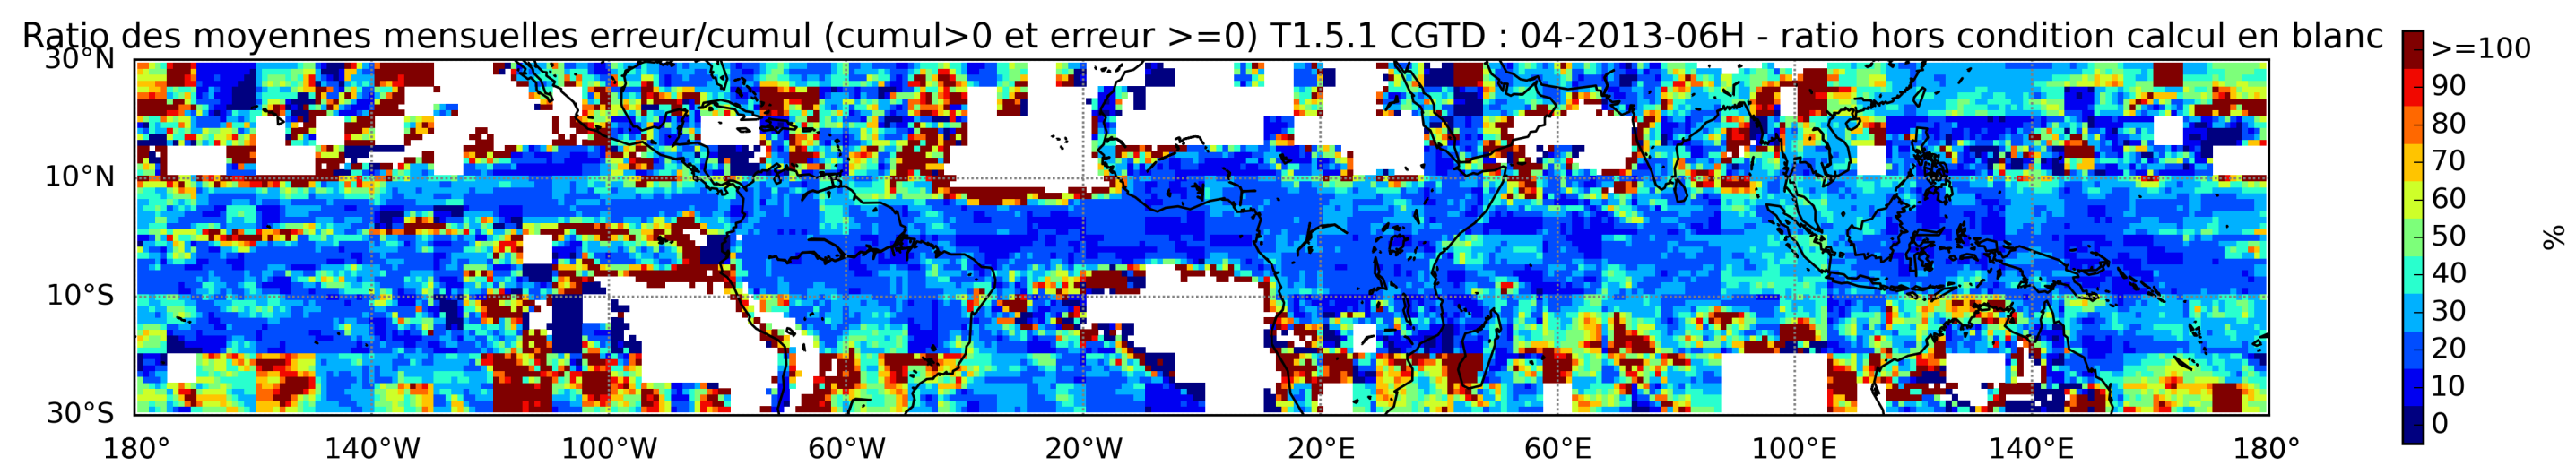 Ratio des moyennes mensuelles erreur/cumul (cumul>0 et erreur >=0) T1.5.1 CGTD : 04-2013-06H - ratio hors condition calcul en blanc
30°N
10°N
10°S
30°S
180° 140°W 100°W 60°W 20°W 20°E 60°E 100°E 140°E 180°
>=100
90
80
70
60
50
40
30
20
10
0
%